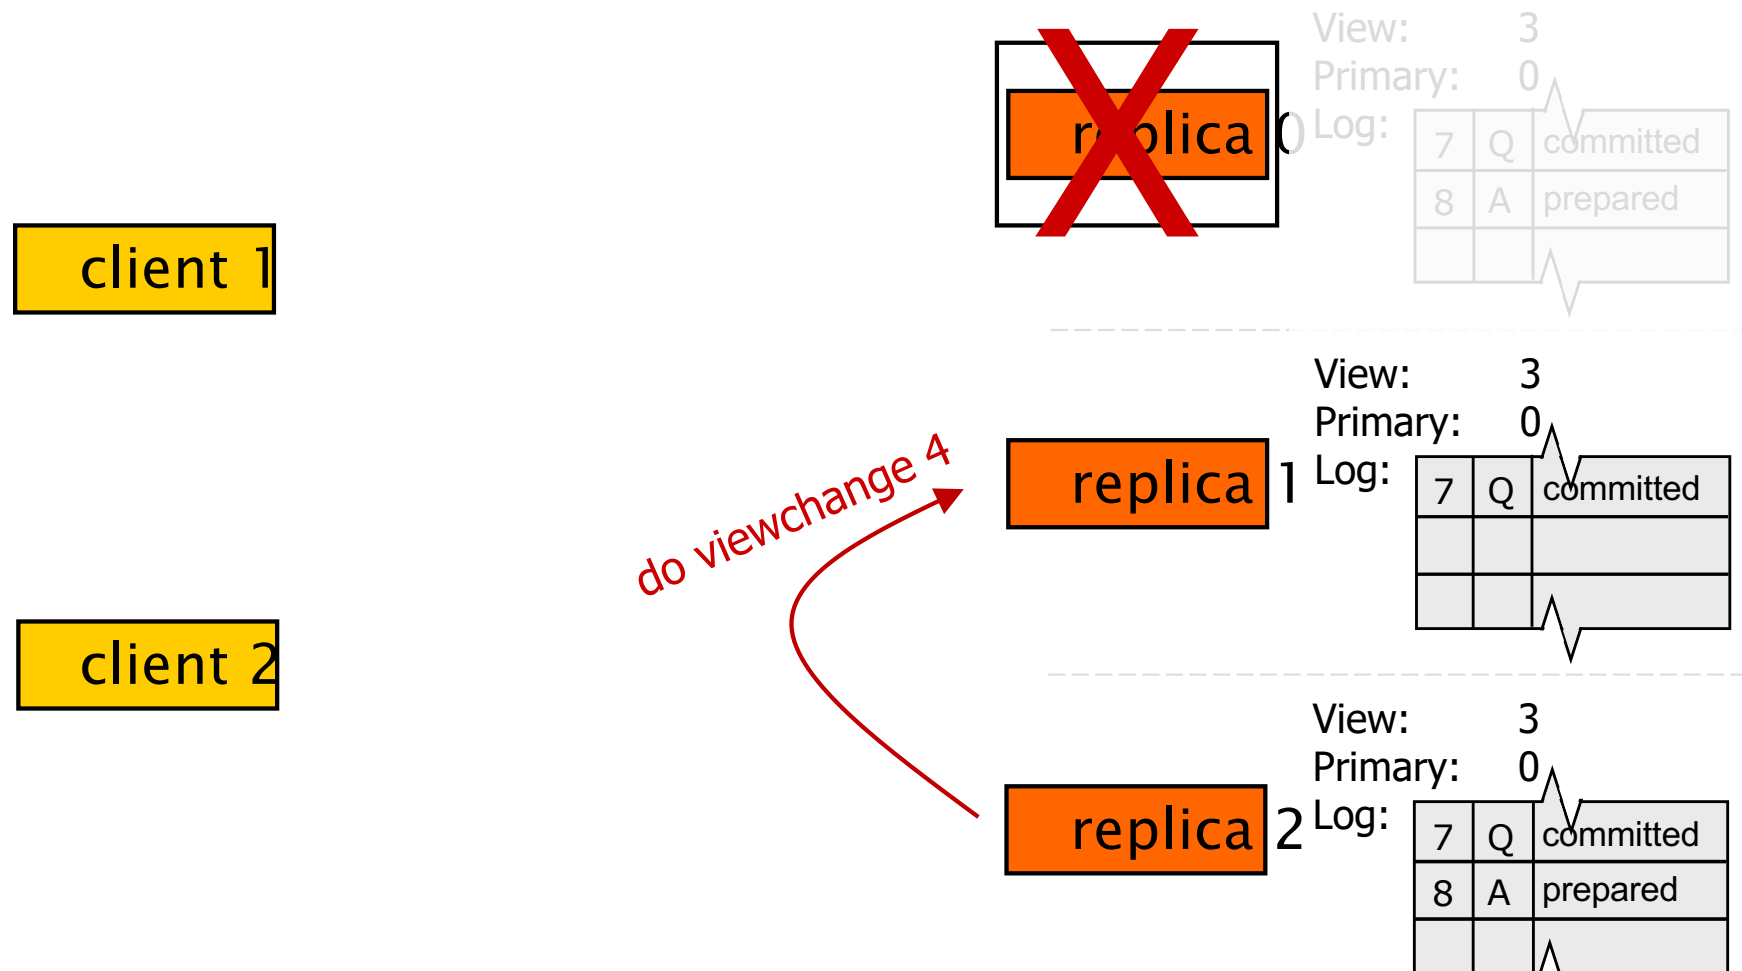 View: 3
Primary: 0
replica 0
Log:
7 Q committed
8 A prepared
client 1
View: 3
Primary: 0
do viewchange 4
replica 1
Log:
7 Q committed
client 2
View: 3
Primary: 0
replica 2
Log:
7 Q committed
8 A prepared